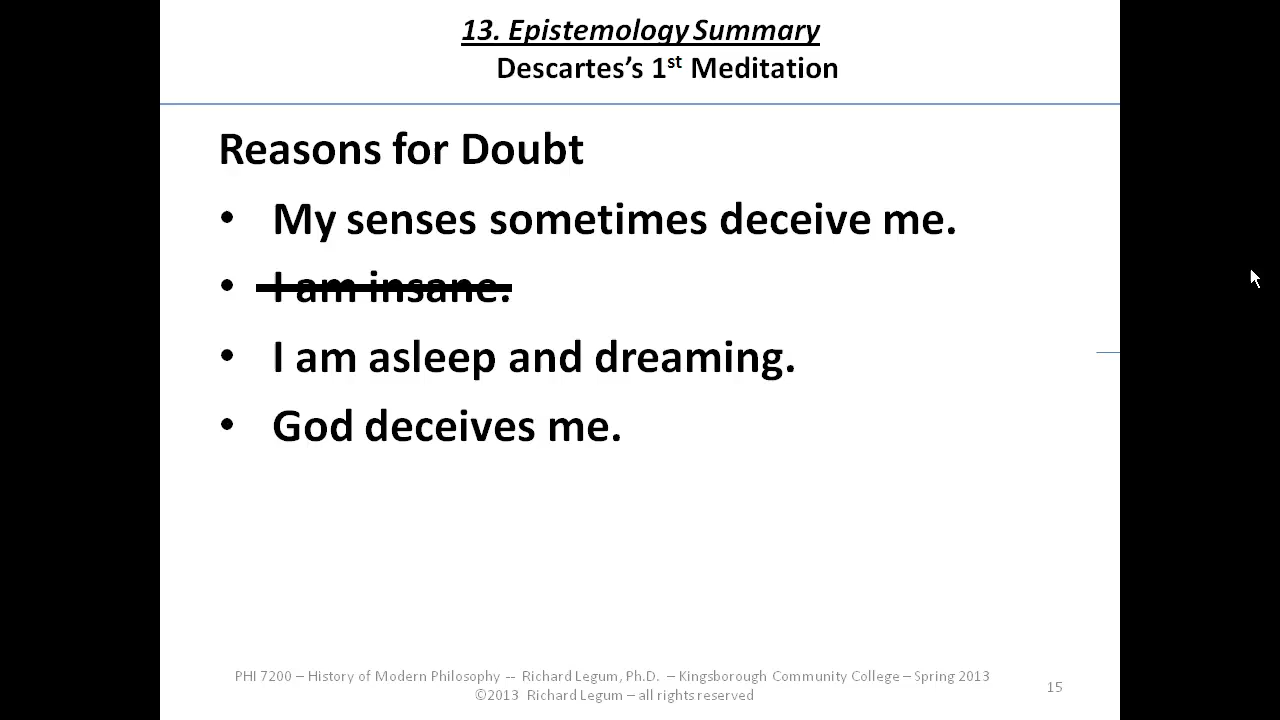 13. Epistemology Summary
Descartes's 1st Meditation
Reasons for Doubt
• My senses sometimes deceive me.
• I am insane.
• I am asleep and dreaming.
• God deceives me.
PHI 7200 – History of Modern Philosophy -- Richard Legum, Ph.D. – Kingsborough Community College – Spring 2013
©2013 Richard Legum – all rights reserved
15